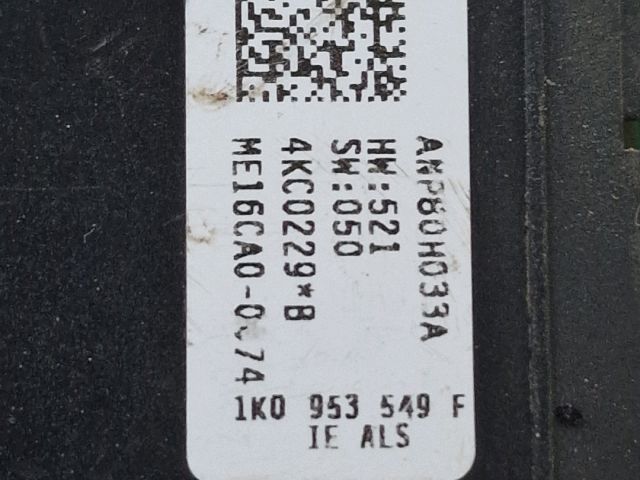 ANP80H033A
HW:521
SW:050
4KC0229*B
1K0 953 549 F
IE ALS